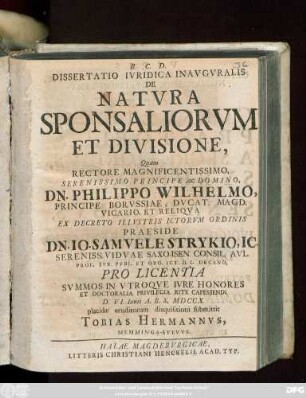 B. C. D.
DISSERTATIO IVRIDICA INAVGVRALIS
DE
NATVRA
SPONSALIORVM
ET DIVISIONE,
Quam
RECTORE MAGNIFICENTISSIMO,
SERENISSIMO PRINCIPE AC DOMINO,
DN. PHILIPPO WILHELMO,
PRINCIPE BORVSSIAE, DVCAT. MAGD.
VICARIO. ET RELIQVA
EX DECRETO ILLVSTRIS ICTORVM ORDINIS
PRAESIDE
DN. IO. SAMVELE STRYKIO, IC.
SERENISS. VIDVAE SAXO.ISEN. CONSIL. AVL.
PROF. IVR. PVBL. ET ORD. ICT. h.t. DECANO,
PRO LICENTIA
SVMMOS IN VTROQVE IVRE HONORES
ET DOCTORALIA PRIVILEGIA RITE CAPESSENDI,
D. VI. Iunii A. R. S. MDCCX
placidae eruditorum disquisitioni submittit
TOBIAS HERMANNVS,
MEMMINGA-SVEVVS.
HALAE MAGDEBVRGICAE,
LITTERIS CHRISTIANI HENCKELII, ACAD. TYP.